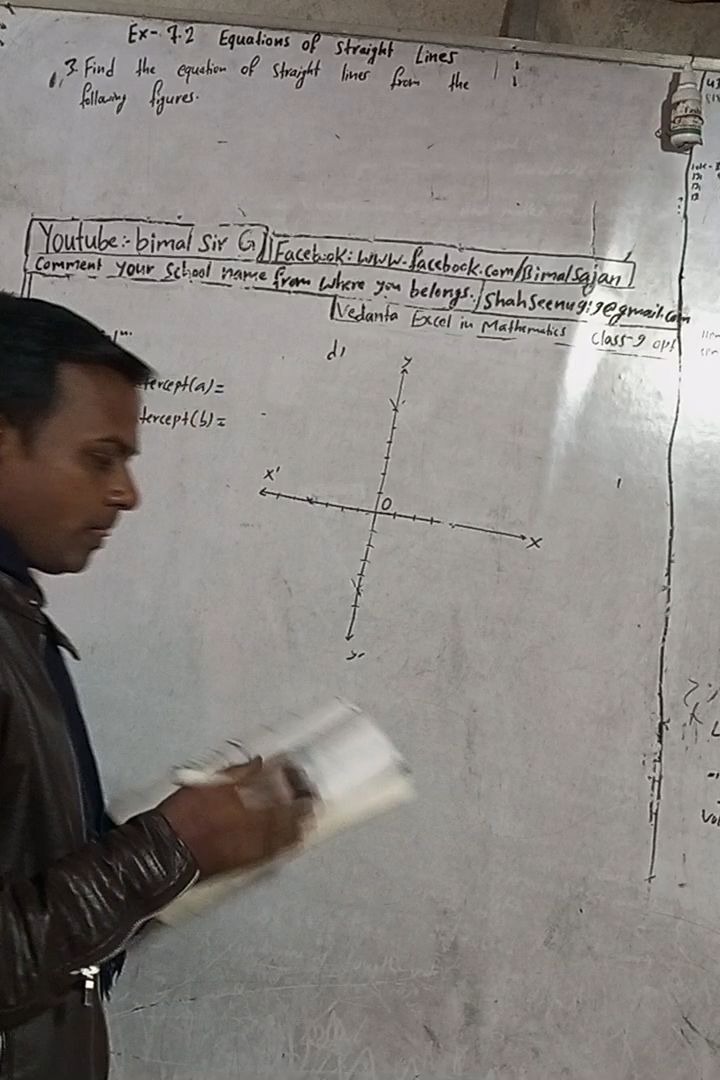 Ex-7.2 Equations of Straight Lines
3. Find the equation of straight lines from the
following figures.
Youtube:- bimal Sir G
Facebook: www.facebook.com/Bimalsajan
Comment your School name from where you belongs.
Shahseenugi9@gmail.com
Vedanta Excel in Mathematics Class-9 opt
d)
tercept(a)=
tercept(b)=
y
X'
O
X
y'